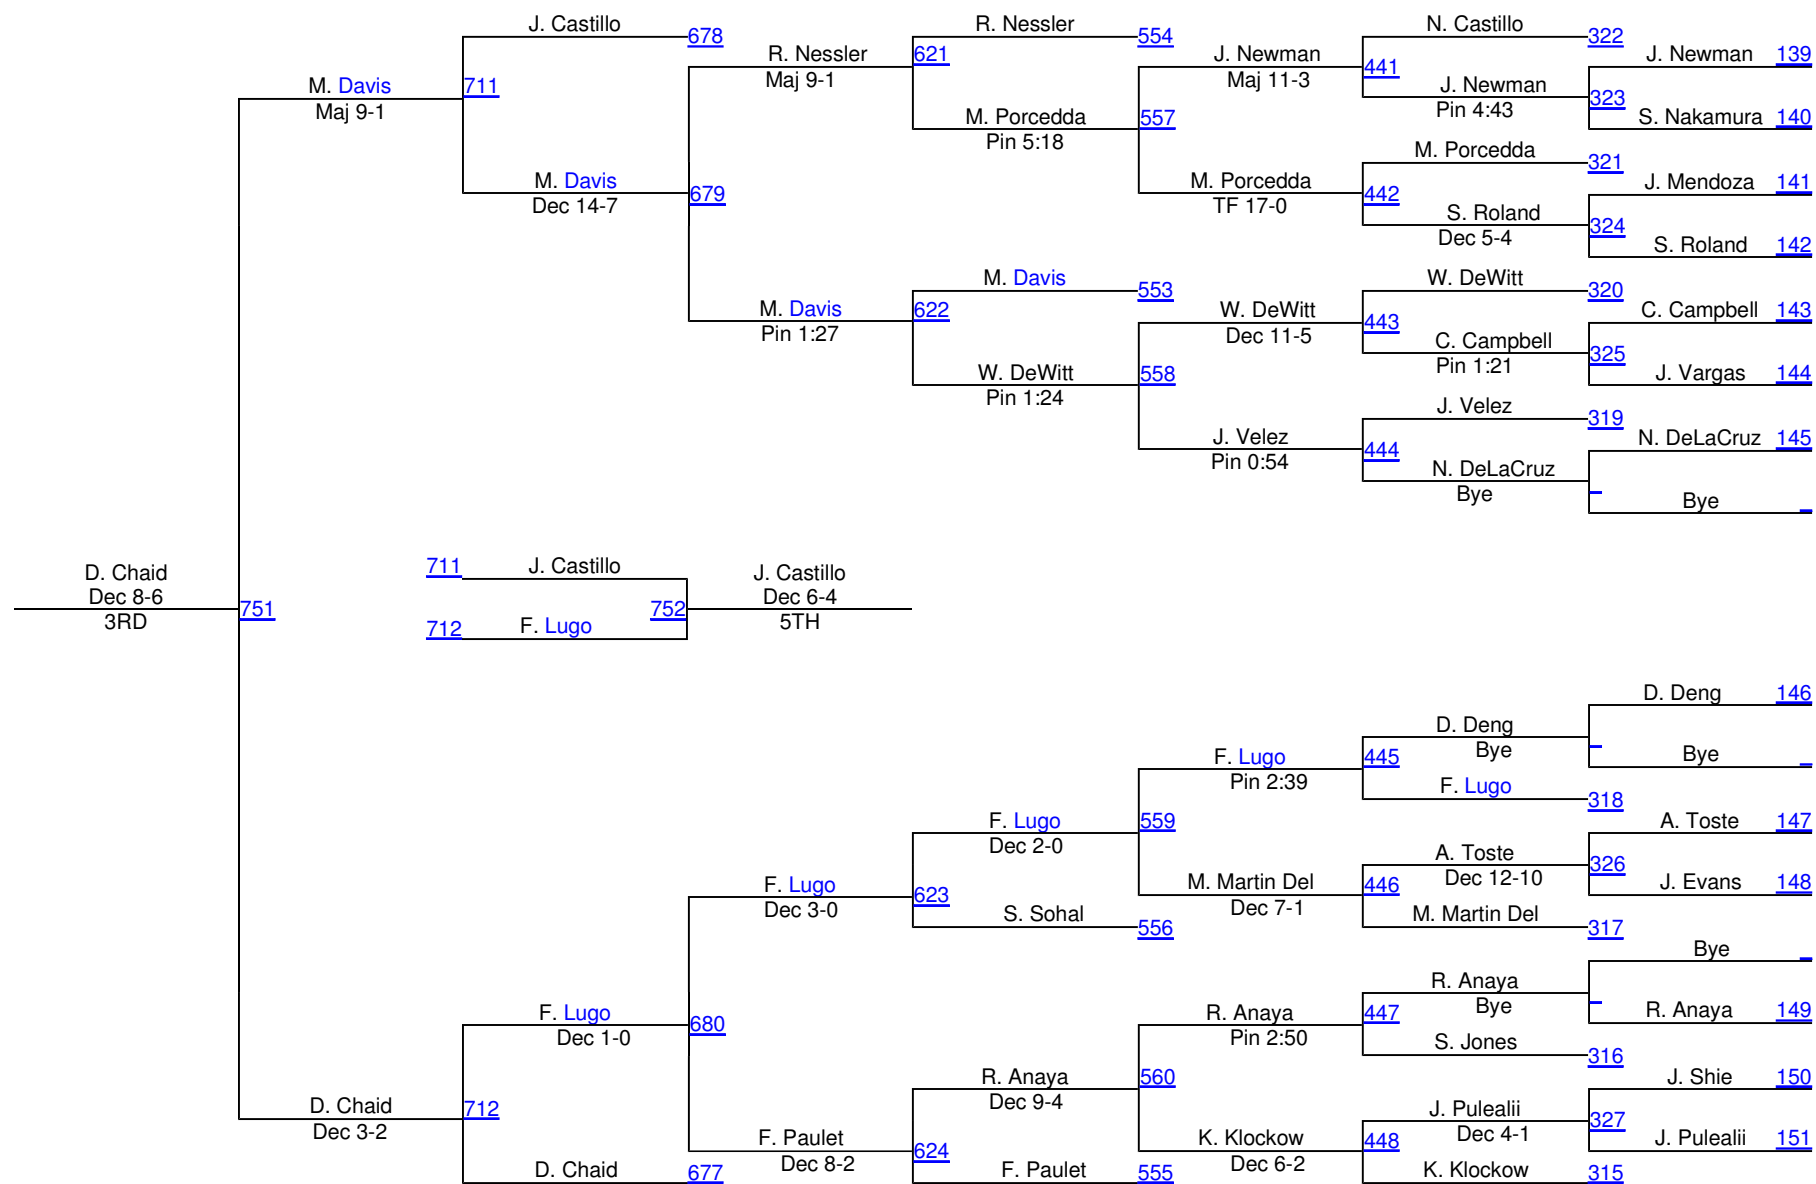 J. Castillo 678
R. Nessler 554
N. Castillo 322
R. Nessler 621
Maj 9-1
J. Newman 441
Maj 11-3
J. Newman 139
M. Davis 711
Maj 9-1
J. Newman 323
Pin 4:43
M. Porcedda 557
Pin 5:18
S. Nakamura 140
M. Porcedda 321
M. Davis 679
Dec 14-7
M. Porcedda 442
TF 17-0
J. Mendoza 141
S. Roland 324
Dec 5-4
S. Roland 142
M. Davis 553
W. DeWitt 320
M. Davis 622
Pin 1:27
W. DeWitt 443
Dec 11-5
C. Campbell 143
C. Campbell 325
Pin 1:21
W. DeWitt 558
Pin 1:24
J. Vargas 144
J. Velez 319
J. Velez 444
Pin 0:54
N. DeLaCruz 145
N. DeLaCruz
Bye
Bye
D. Chaid
Dec 8-6
3RD
751
711 J. Castillo
712 F. Lugo
752
J. Castillo
Dec 6-4
5TH
D. Deng 146
D. Deng
Bye
F. Lugo 445
Pin 2:39
Bye
F. Lugo 318
F. Lugo 559
Dec 2-0
A. Toste 147
A. Toste 326
Dec 12-10
F. Lugo 623
Dec 3-0
M. Martin Del 446
Dec 7-1
J. Evans 148
S. Sohal 556
M. Martin Del 317
Bye
R. Anaya
Bye
F. Lugo 680
Dec 1-0
R. Anaya 447
Pin 2:50
R. Anaya 149
S. Jones 316
R. Anaya 560
Dec 9-4
J. Shie 150
D. Chaid 712
Dec 3-2
J. Pulealii 327
Dec 4-1
F. Paulet 624
Dec 8-2
K. Klockow 448
Dec 6-2
J. Pulealii 151
D. Chaid 677
F. Paulet 555
K. Klockow 315